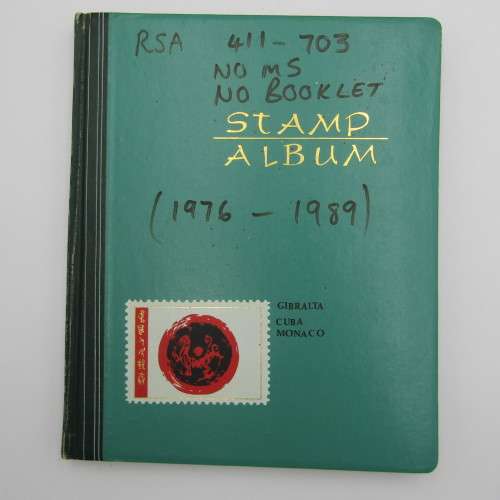 RSA 411-703
NO MS
NO BOOKLET
STAMP
ALBUM
(1976 - 1989)
GIBRALTA
CUBA
MONACO